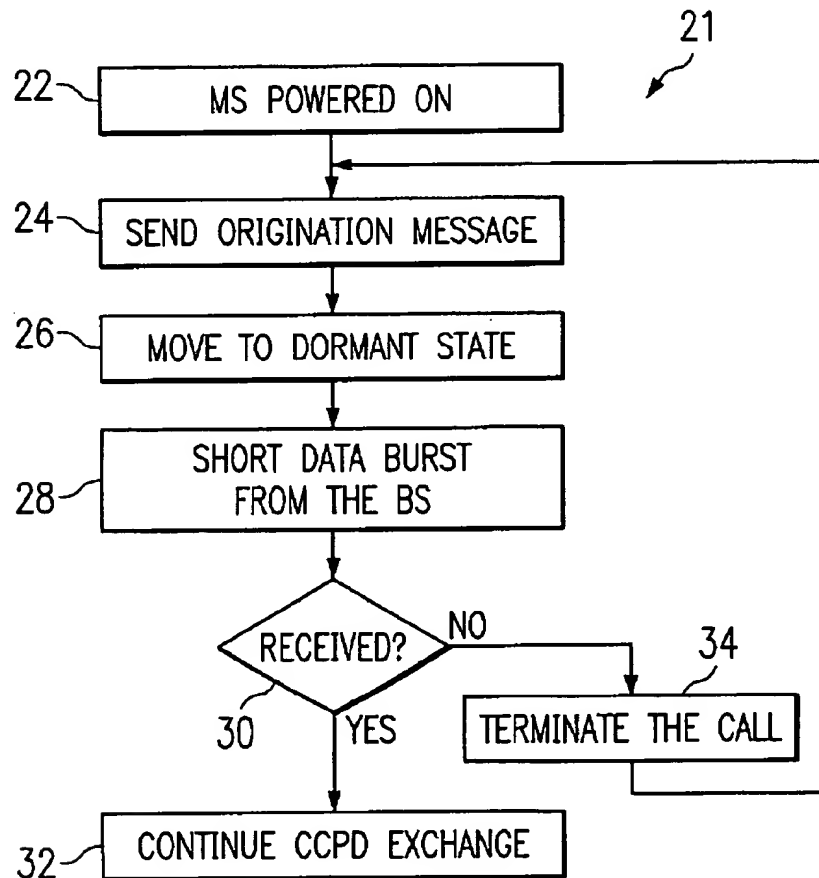 21
22
MS POWERED ON
24
SEND ORIGINATION MESSAGE
26
MOVE TO DORMANT STATE
28
SHORT DATA BURST
FROM THE BS
RECEIVED?
NO
30
YES
34
TERMINATE THE CALL
32
CONTINUE CCPD EXCHANGE